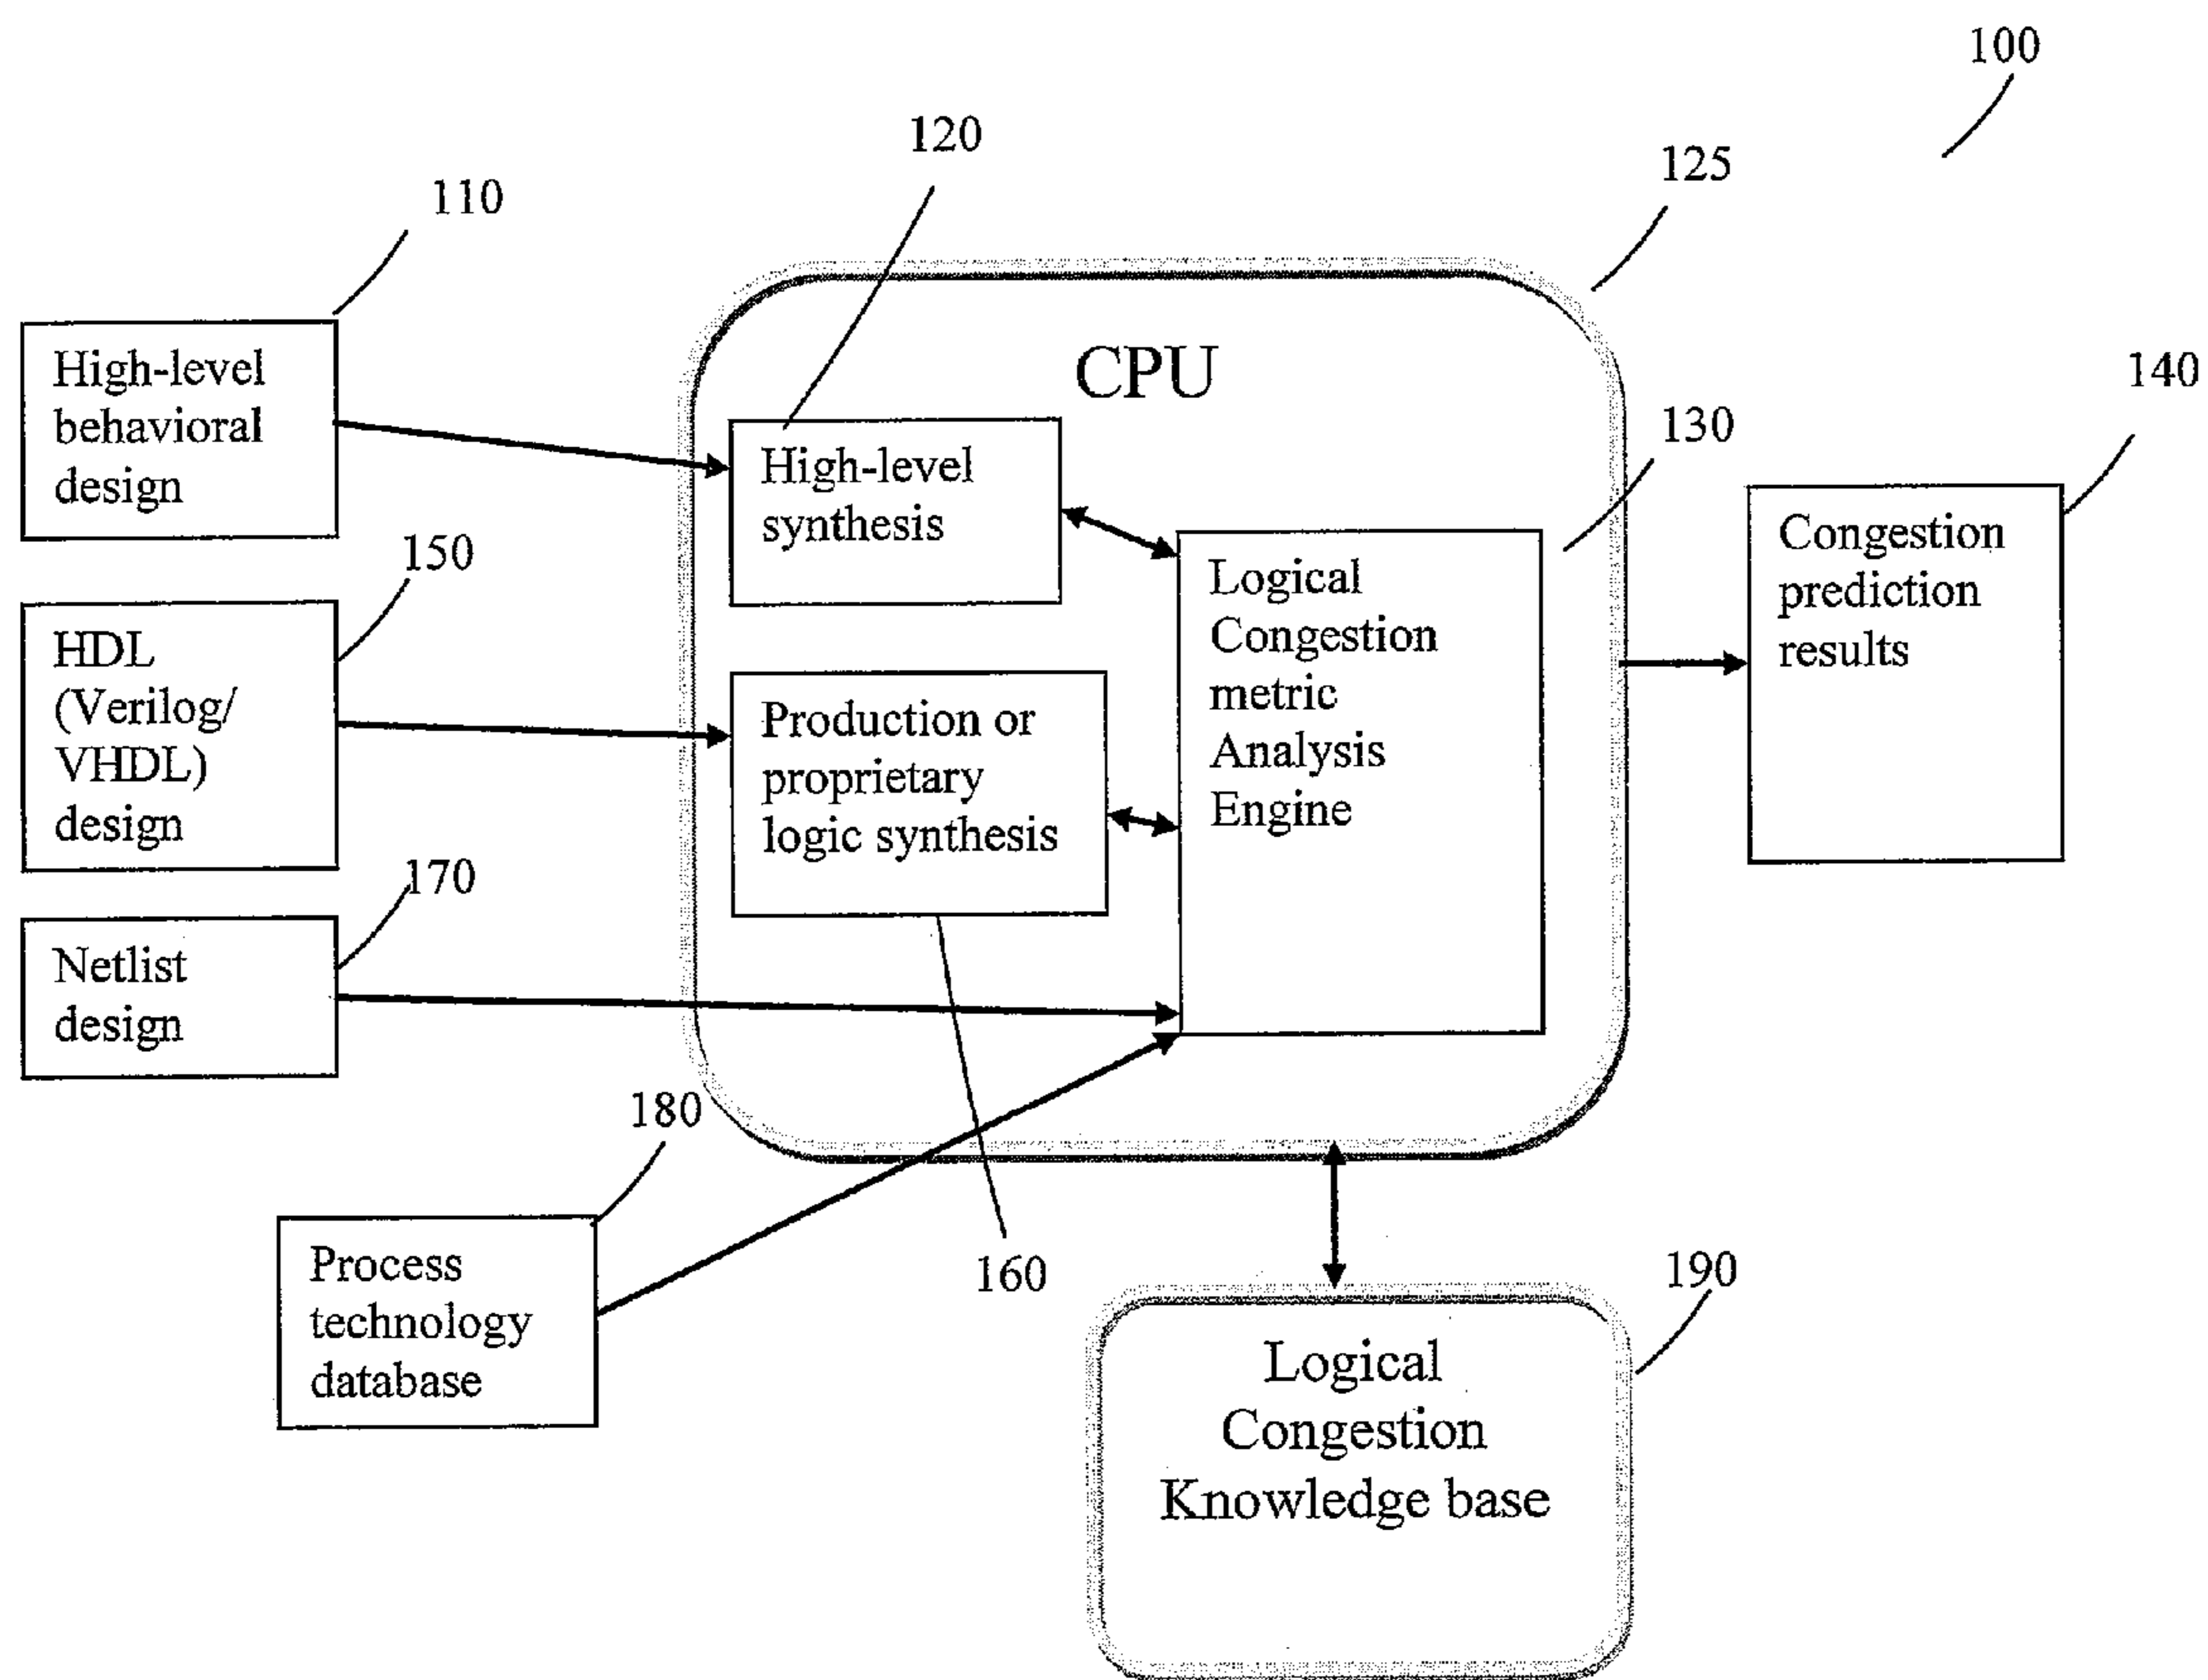 100
120
125
110
CPU
High-level
behavioral
design
140
130
High-level
synthesis
Congestion
prediction
results
150
Logical
Congestion
metric
Analysis
Engine
HDL
(Verilog/
VHDL)
design
Production or
proprietary
logic synthesis
170
Netlist
design
180
160
190
Process
technology
database
Logical
Congestion
Knowledge base